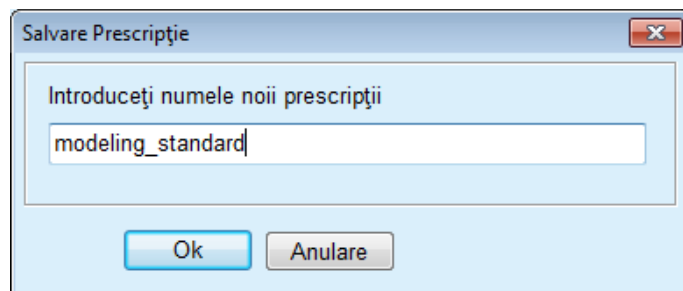 Salvare Prescripţie
Introduceţi numele noii prescripţii
modeling_standard
Ok
Anulare